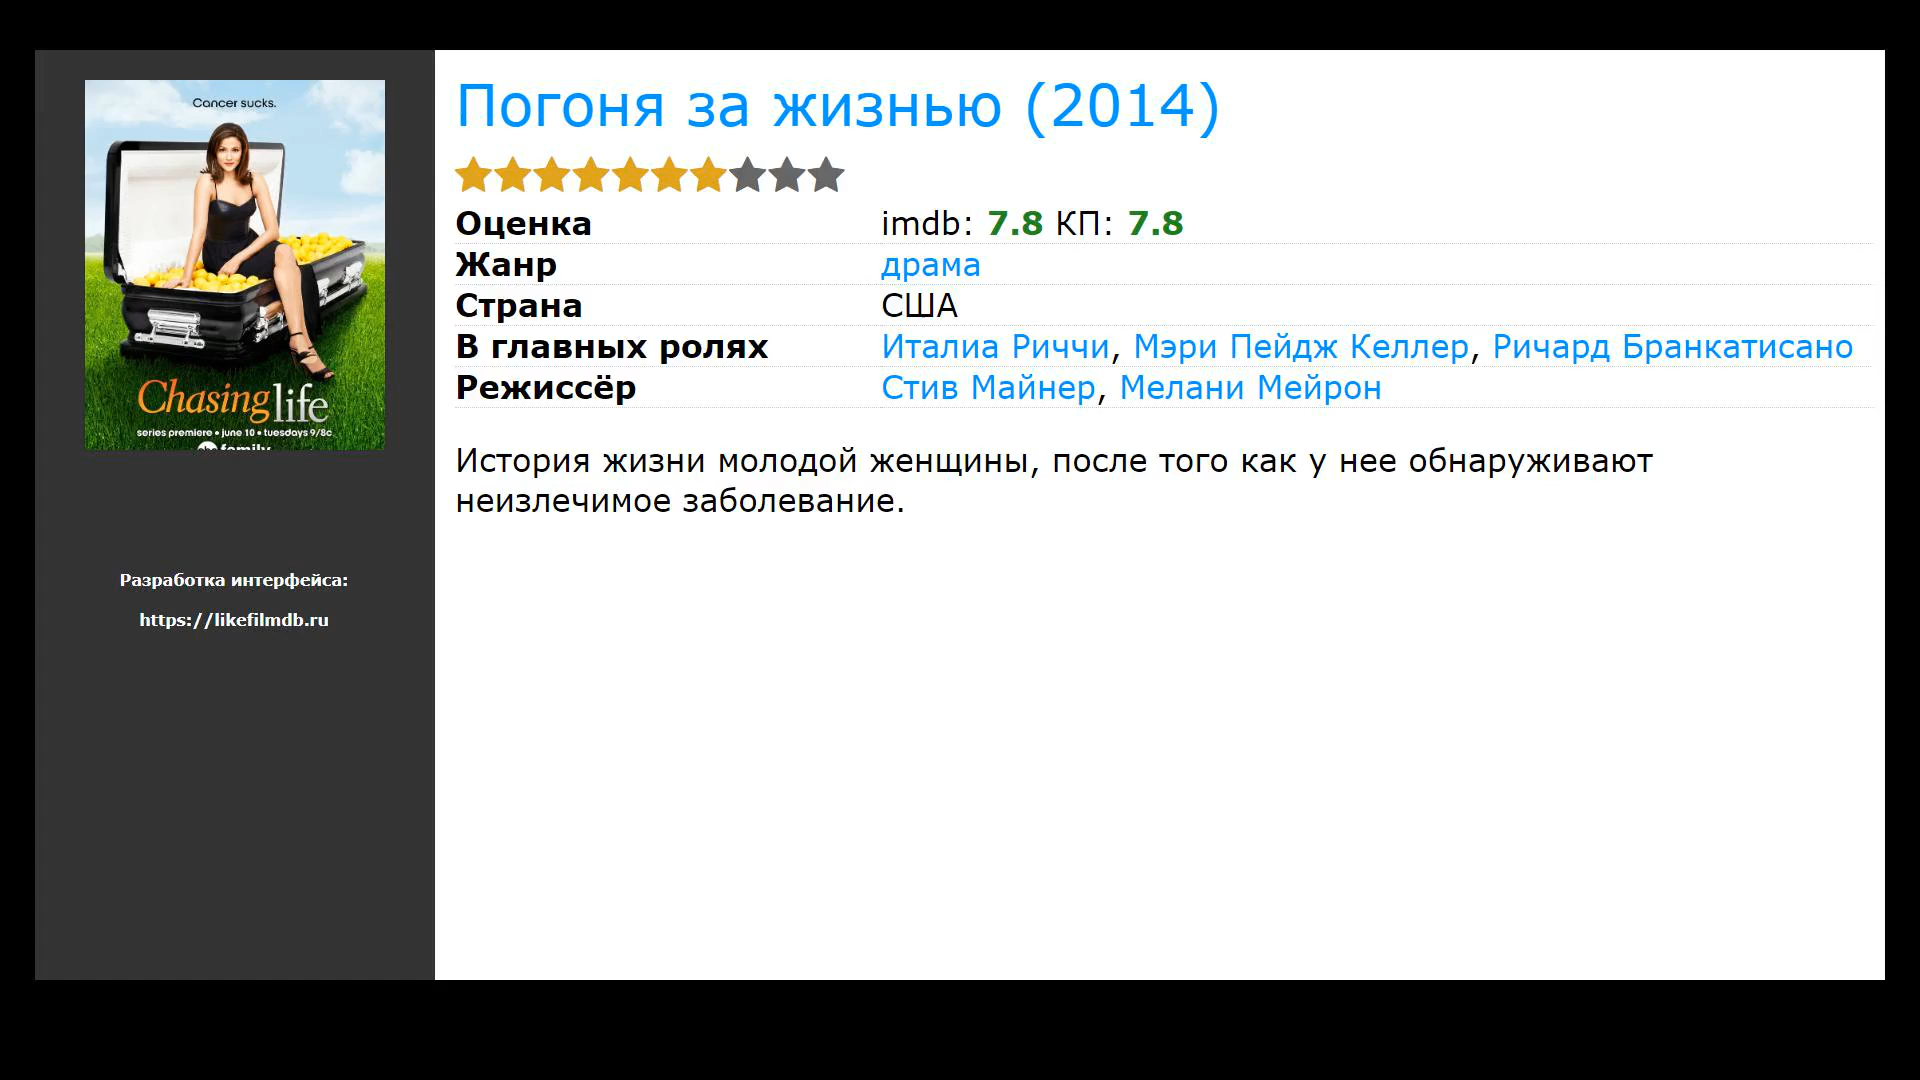 Cancer sucks.
Chasing life
series premiere • june 10 • tuesdays 9/8c
family
Разработка интерфейса:
https://likefilmdb.ru
Погоня за жизнью (2014)
Оценка imdb: 7.8 КП: 7.8
Жанр драма
Страна США
В главных ролях Италиа Риччи, Мэри Пейдж Келлер, Ричард Бранкатисано
Режиссёр Стив Майнер, Мелани Мейрон
История жизни молодой женщины, после того как у нее обнаруживают
неизлечимое заболевание.